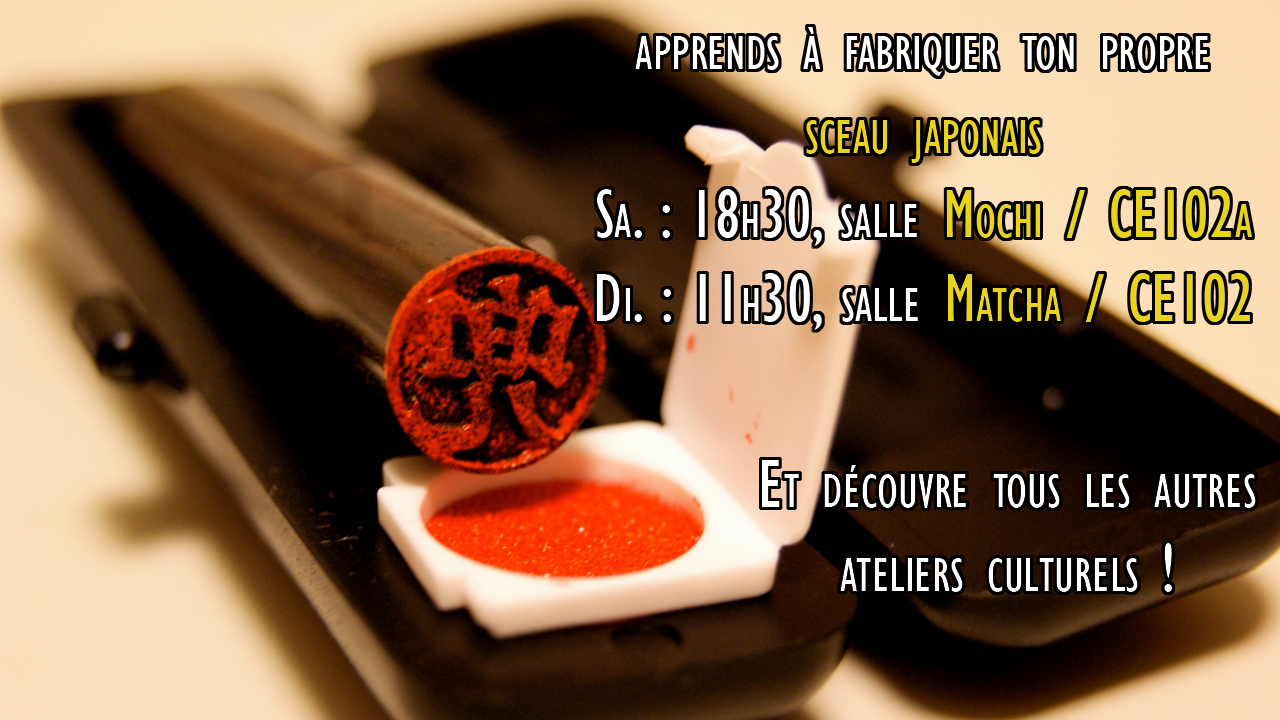 APPRENDS À FABRIQUER TON PROPRE
SCEAU JAPONAIS
SA. : 18H30, SALLE MOCHI / CE102A
DI. : 11H30, SALLE MATCHA / CE102
ET DÉCOUVRE TOUS LES AUTRES
ATELIERS CULTURELS !